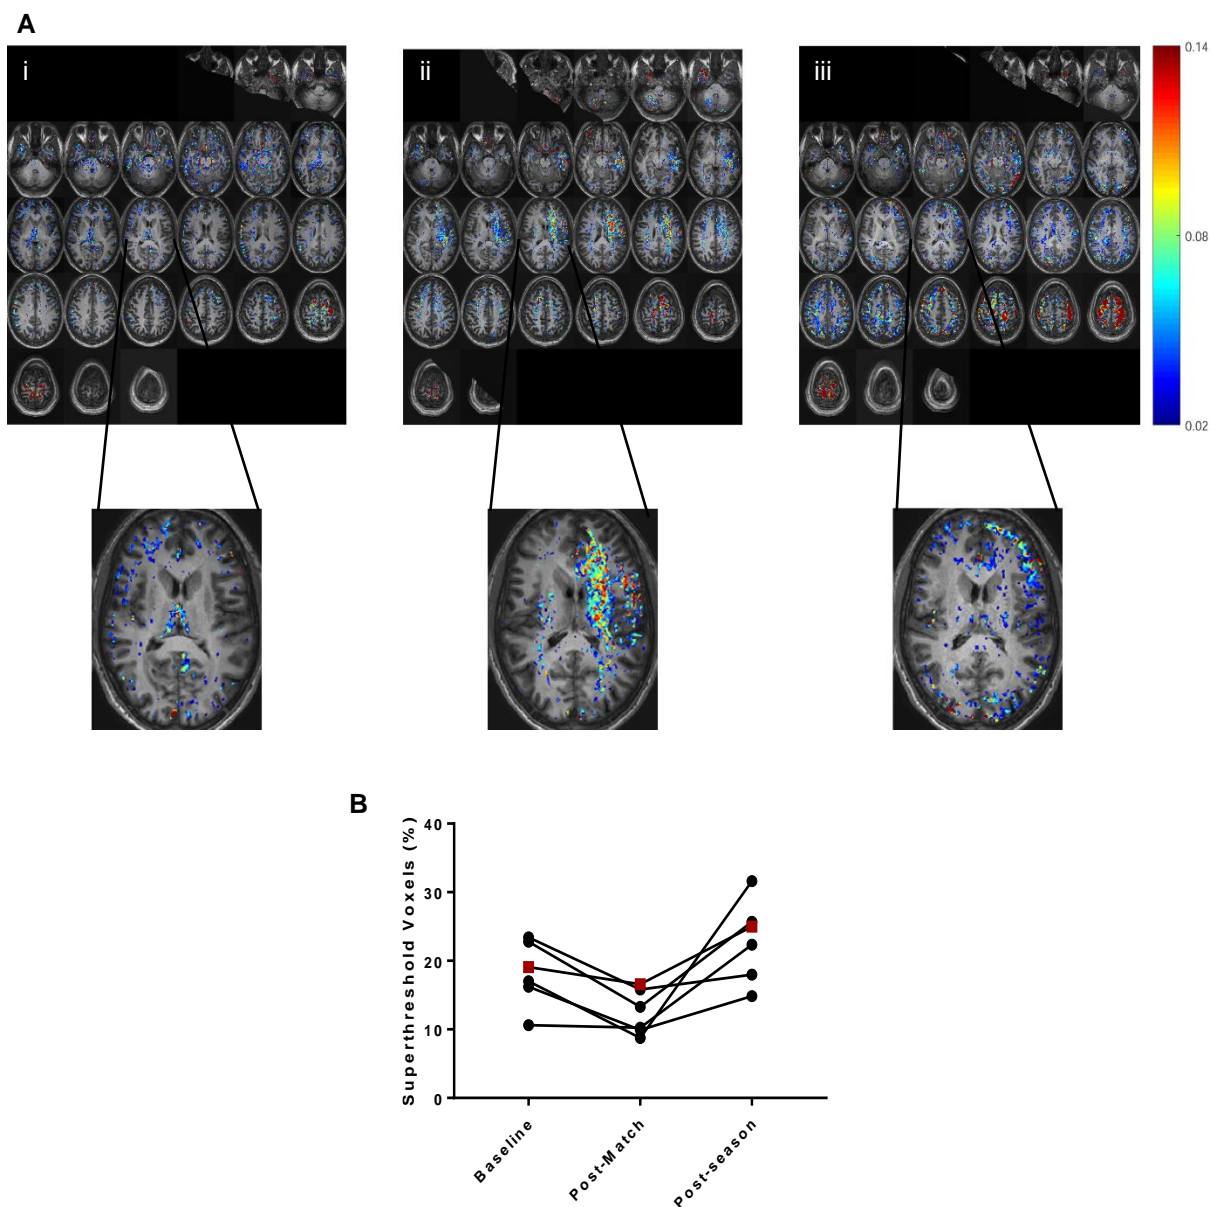 A
i
ii
iii
0.14
0.08
0.02
B
Superthreshold Voxels (%)
40
30
20
10
0
Baseline
Post-Match
Post-season